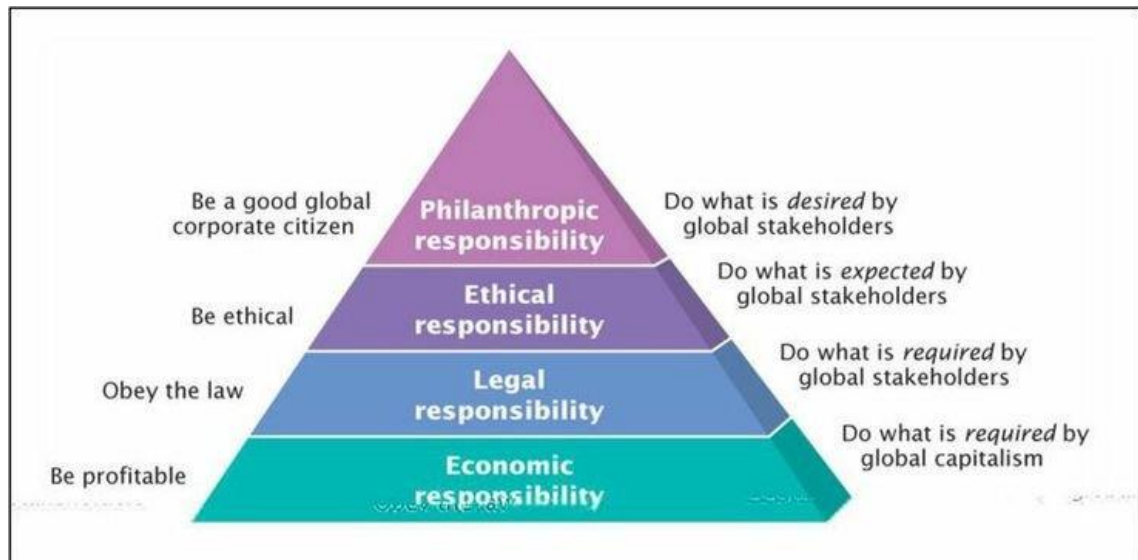 Be a good global
corporate citizen
Philanthropic
responsibility
Do what is desired by
global stakeholders
Be ethical
Ethical
responsibility
Do what is expected by
global stakeholders
Obey the law
Legal
responsibility
Do what is required by
global stakeholders
Be profitable
Economic
responsibility
Do what is required by
global capitalism